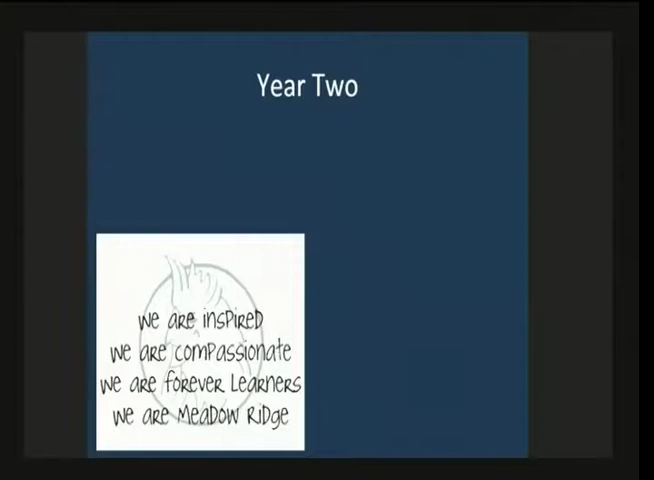 Year Two
we are inspired
we are compassionate
we are forever Learners
we are Meadow Ridge